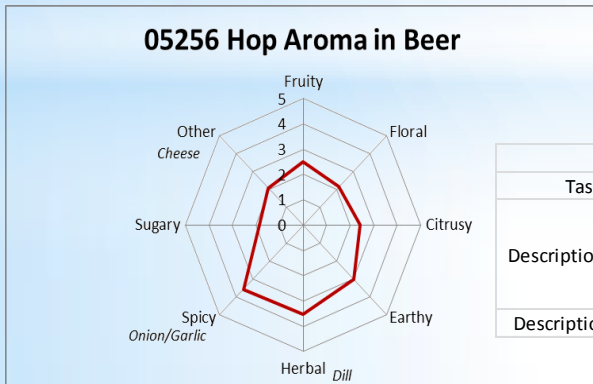 05256 Hop Aroma in Beer
Fruity
5
4
3
2
1
0
Floral
Citrusy
Earthy
Herbal
Dill
Spicy
Onion/Garlic
Sugary
Other
Cheese
Tas
Descriptio
Descriptio